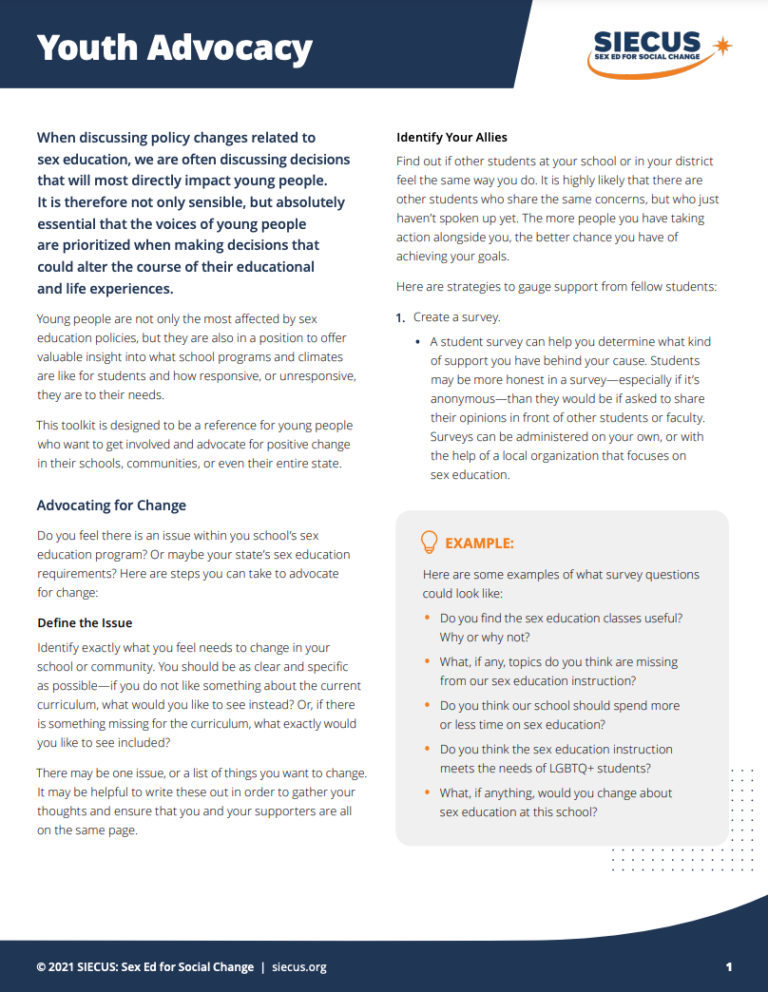 Youth Advocacy
SIECUS
SEX ED FOR SOCIAL CHANGE
When discussing policy changes related to
sex education, we are often discussing decisions
that will most directly impact young people.
It is therefore not only sensible, but absolutely
essential that the voices of young people
are prioritized when making decisions that
could alter the course of their educational
and life experiences.
Young people are not only the most affected by sex
education policies, but they are also in a position to offer
valuable insight into what school programs and climates
are like for students and how responsive, or unresponsive,
they are to their needs.
This toolkit is designed to be a reference for young people
who want to get involved and advocate for positive change
in their schools, communities, or even their entire state.
Advocating for Change
Do you feel there is an issue within you school's sex
education program? Or maybe your state's sex education
requirements? Here are steps you can take to advocate
for change:
Define the Issue
Identify exactly what you feel needs to change in your
school or community. You should be as clear and specific
as possible—if you do not like something about the current
curriculum, what would you like to see instead? Or, if there
is something missing for the curriculum, what exactly would
you like to see included?
There may be one issue, or a list of things you want to change.
It may be helpful to write these out in order to gather your
thoughts and ensure that you and your supporters are all
on the same page.
Identify Your Allies
Find out if other students at your school or in your district
feel the same way you do. It is highly likely that there are
other students who share the same concerns, but who just
haven't spoken up yet. The more people you have taking
action alongside you, the better chance you have of
achieving your goals.
Here are strategies to gauge support from fellow students:
1. Create a survey.
• A student survey can help you determine what kind
of support you have behind your cause. Students
may be more honest in a survey—especially if it's
anonymous—than they would be if asked to share
their opinions in front of other students or faculty.
Surveys can be administered on your own, or with
the help of a local organization that focuses on
sex education.
EXAMPLE:
Here are some examples of what survey questions
could look like:
• Do you find the sex education classes useful?
Why or why not?
• What, if any, topics do you think are missing
from our sex education instruction?
• Do you think our school should spend more
or less time on sex education?
• Do you think the sex education instruction
meets the needs of LGBTQ+ students?
• What, if anything, would you change about
sex education at this school?
© 2021 SIECUS: Sex Ed for Social Change | siecus.org
1